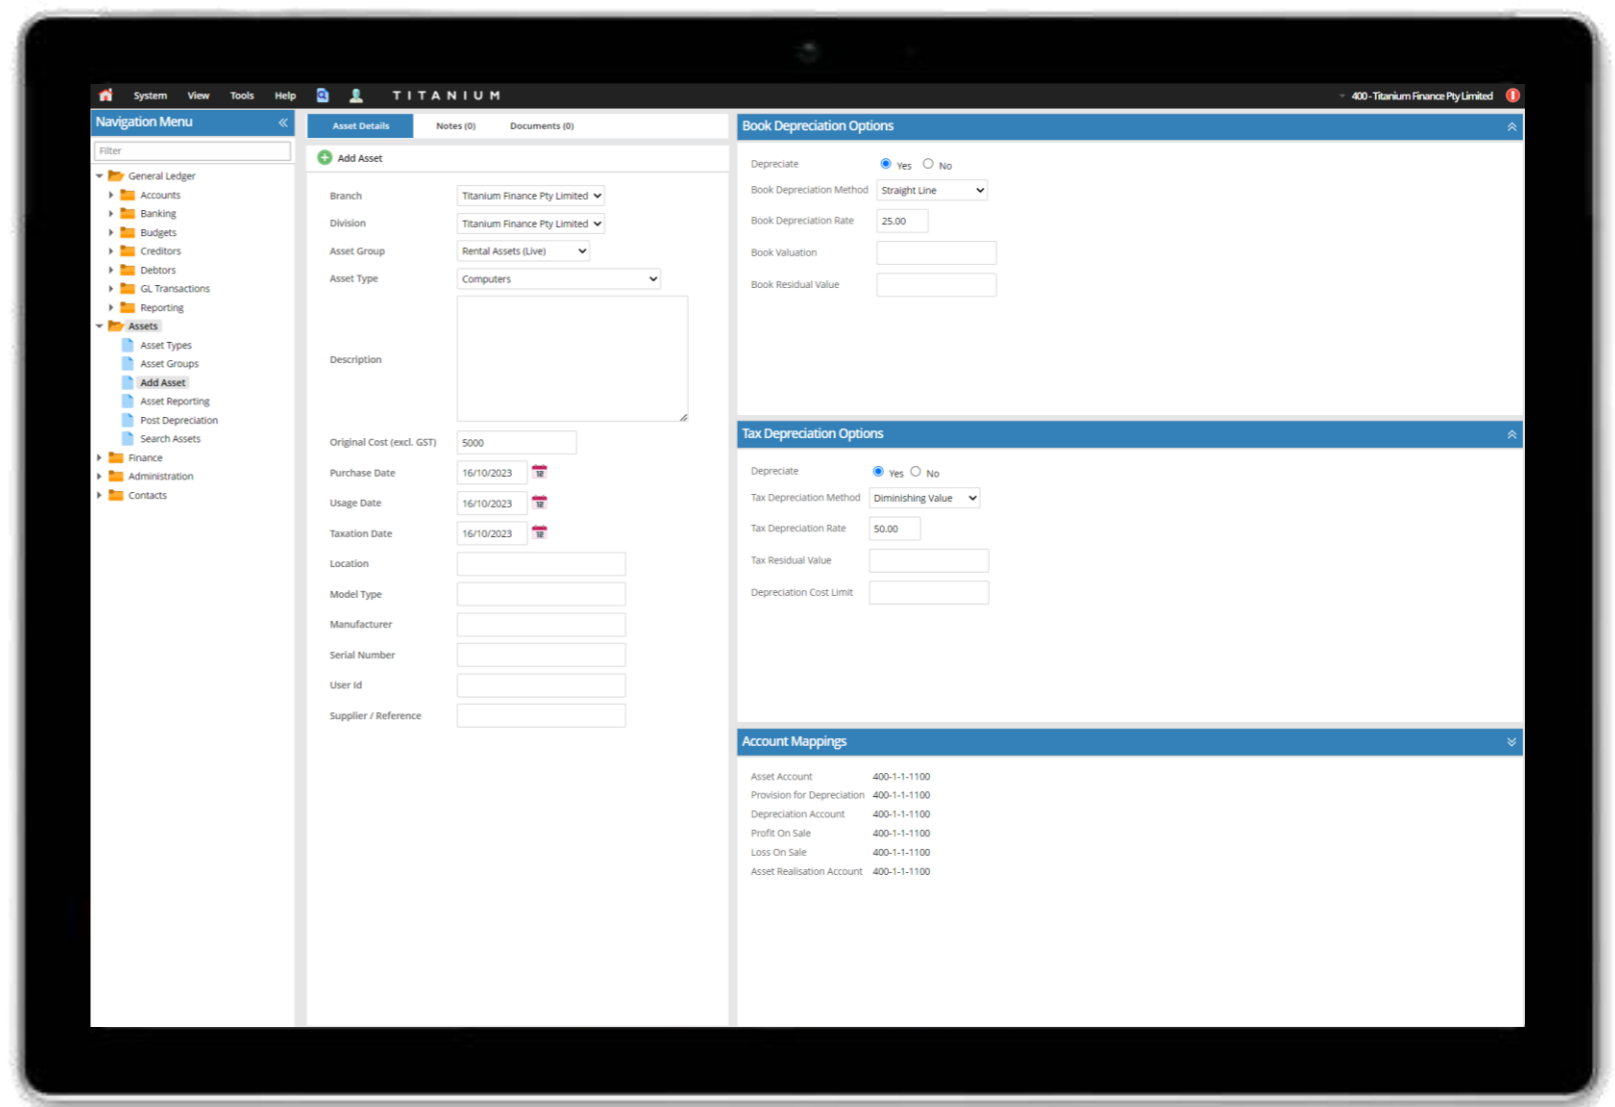 System View Tools Help TITANIUM 400 - Titanium Finance Pty Limited
Navigation Menu
Filter
General Ledger
Accounts
Banking
Budgets
Creditors
Debtors
GL Transactions
Reporting
Assets
Asset Types
Asset Groups
Add Asset
Asset Reporting
Post Depreciation
Search Assets
Finance
Administration
Contacts
Asset Details Notes (0) Documents (0)
Add Asset
Branch Titanium Finance Pty Limited
Division Titanium Finance Pty Limited
Asset Group Rental Assets (Live)
Asset Type Computers
Description
Original Cost (excl. GST) 5000
Purchase Date 16/10/2023 12
Usage Date 16/10/2023 12
Taxation Date 16/10/2023 12
Location
Model Type
Manufacturer
Serial Number
User Id
Supplier / Reference
Book Depreciation Options
Depreciate Yes No
Book Depreciation Method Straight Line
Book Depreciation Rate 25.00
Book Valuation
Book Residual Value
Tax Depreciation Options
Depreciate Yes No
Tax Depreciation Method Diminishing Value
Tax Depreciation Rate 50.00
Tax Residual Value
Depreciation Cost Limit
Account Mappings
Asset Account 400-1-1-1100
Provision for Depreciation 400-1-1-1100
Depreciation Account 400-1-1-1100
Profit On Sale 400-1-1-1100
Loss On Sale 400-1-1-1100
Asset Realisation Account 400-1-1-1100